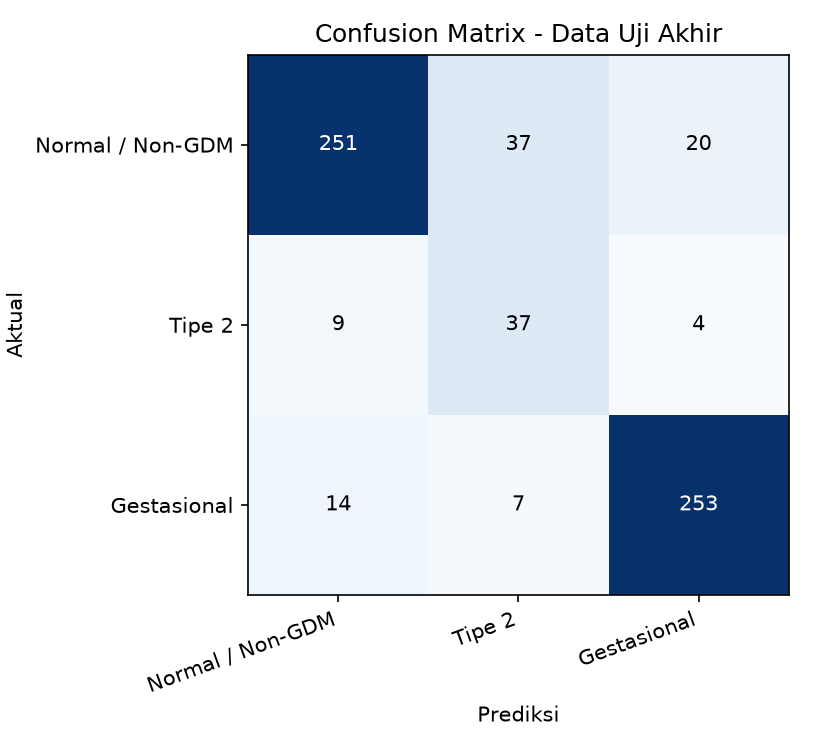 Confusion Matrix - Data Uji Akhir
Aktual
Normal / Non-GDM
251
37
20
Tipe 2
9
37
4
Gestasional
14
7
253
Normal / Non-GDM
Tipe 2
Gestasional
Prediksi